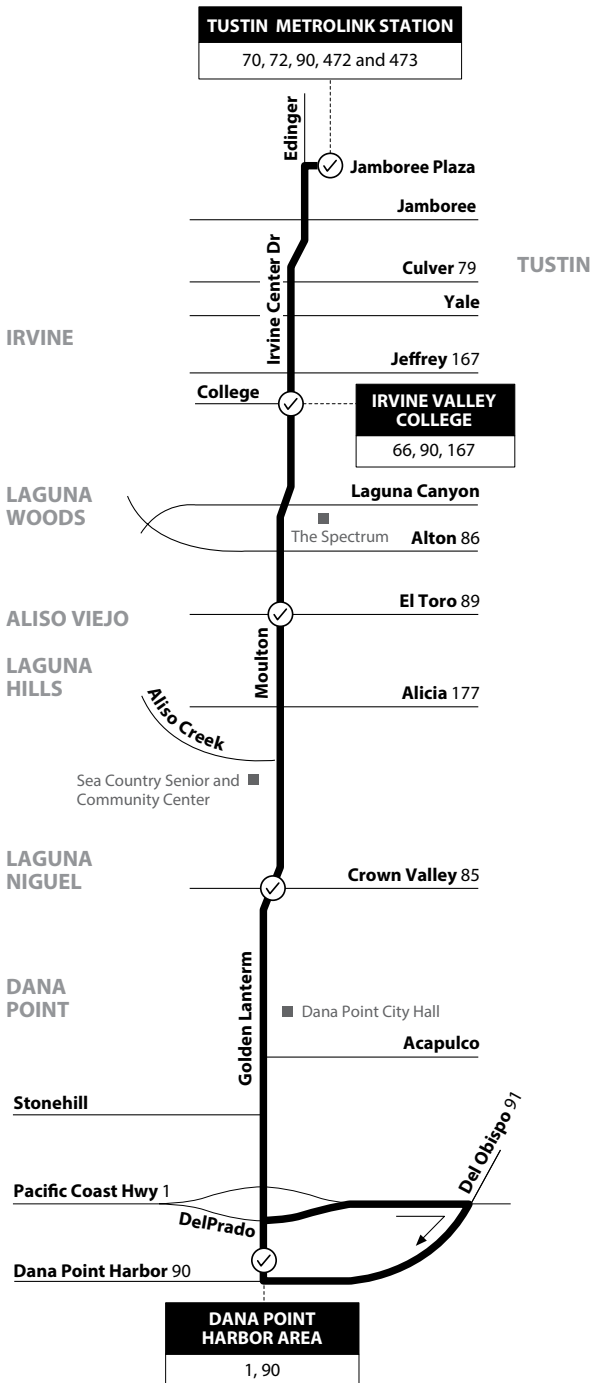 TUSTIN METROLINK STATION
70, 72, 90, 472 and 473
Edinger
Jamboree Plaza
Jamboree
Irvine Center Dr
Culver 79
TUSTIN
Yale
IRVINE
Jeffrey 167
College
IRVINE VALLEY
COLLEGE
66, 90, 167
LAGUNA
WOODS
Laguna Canyon
The Spectrum
Alton 86
El Toro 89
ALISO VIEJO
Moulton
LAGUNA
HILLS
Alicia 177
Aliso Creek
Sea Country Senior and
Community Center
LAGUNA
NIGUEL
Crown Valley 85
DANA
POINT
Golden Lanterm
Dana Point City Hall
Acapulco
Stonehill
Del Obispo 91
Pacific Coast Hwy 1
DelPrado
Dana Point Harbor 90
DANA POINT
HARBOR AREA
1, 90